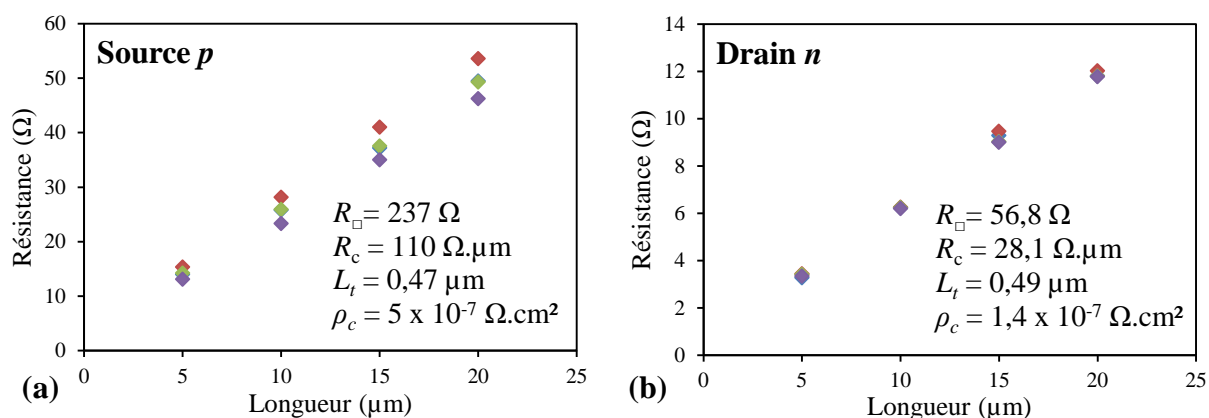 Source p
Résistance (Ω)
60
50
40
30
20
10
0
R□= 237 Ω
Rc = 110 Ω.µm
Lt = 0,47 µm
ρc = 5 x 10-7 Ω.cm²
0 5 10 15 20 25
(a)
Longueur (µm)
Drain n
Résistance (Ω)
14
12
10
8
6
4
2
0
R□= 56,8 Ω
Rc = 28,1 Ω.µm
Lt = 0,49 µm
ρc = 1,4 x 10-7 Ω.cm²
0 5 10 15 20 25
(b)
Longueur (µm)